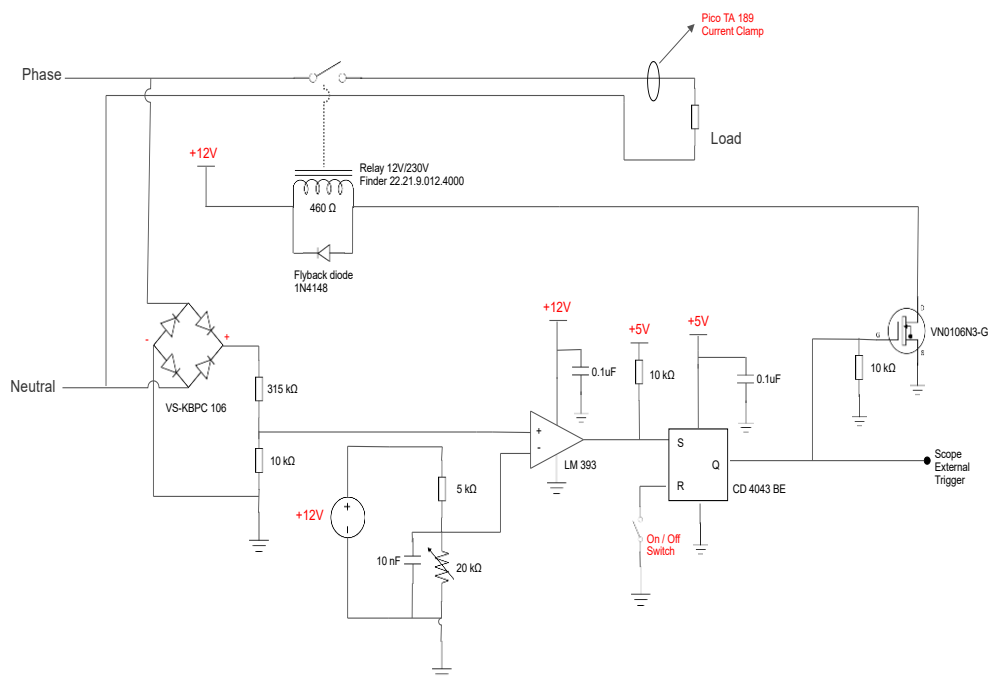 Pico TA 189
Current Clamp
Phase
Load
+12V
Relay 12V/230V
Finder 22.21.9.012.4000
460 Ω
Flyback diode
1N4148
+12V
+5V
+5V
D
VN0106N3-G
G
S
- +
0.1uF
10 kΩ
0.1uF
10 kΩ
Neutral
315 kΩ
VS-KBPC 106
+
-
LM 393
S
Q
R
CD 4043 BE
Scope
External
Trigger
10 kΩ
5 kΩ
+12V
+
On / Off
Switch
10 nF
20 kΩ